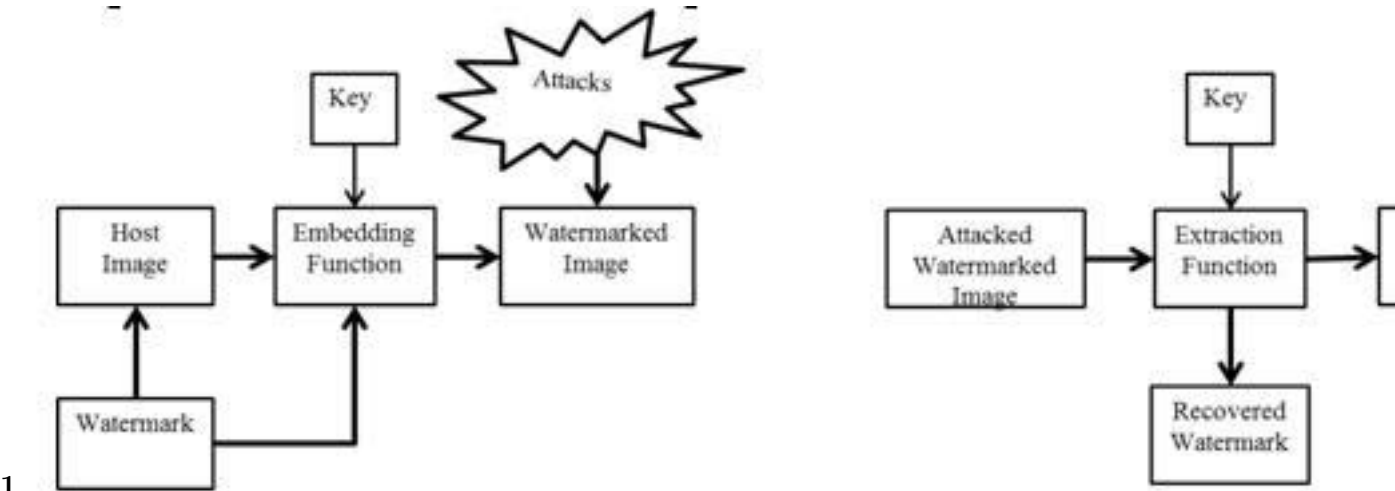 Attacks
Key
Host
Image
Embedding
Function
Watermarked
Image
Watermark
Key
Attacked
Watermarked
Image
Extraction
Function
Recovered
Watermark
1